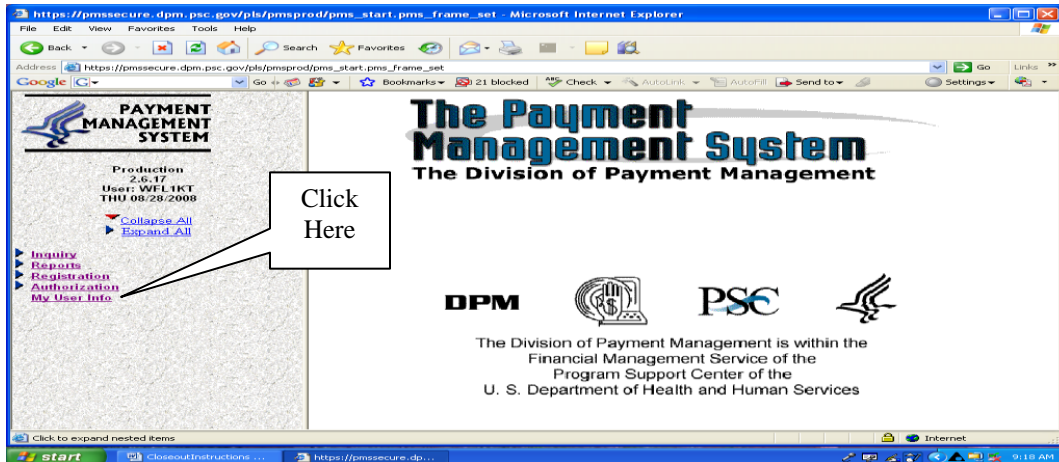 https://pmssecure.dpm.psc.gov/pls/pmsprod/pms_start.pms_frame_set - Microsoft Internet Explorer
File Edit View Favorites Tools Help
Back Search Favorites
Address https://pmssecure.dpm.psc.gov/pls/pmsprod/pms_start.pms_frame_set Go Links »
Google G Go Bookmarks 21 blocked ABC Check AutoLink AutoFill Send to Settings
PAYMENT
MANAGEMENT
SYSTEM
Production
2.6.17
User: WFL1KT
THU 08/28/2008
Collapse All
Expand All
Inquiry
Reports
Registration
Authorization
My User Info
Click
Here
The Payment
Management System
The Division of Payment Management
DPM PSC
The Division of Payment Management is within the
Financial Management Service of the
Program Support Center of the
U. S. Department of Health and Human Services
Click to expand nested items Internet
start CloseoutInstructions ... https://pmssecure.dp... 9:18 AM